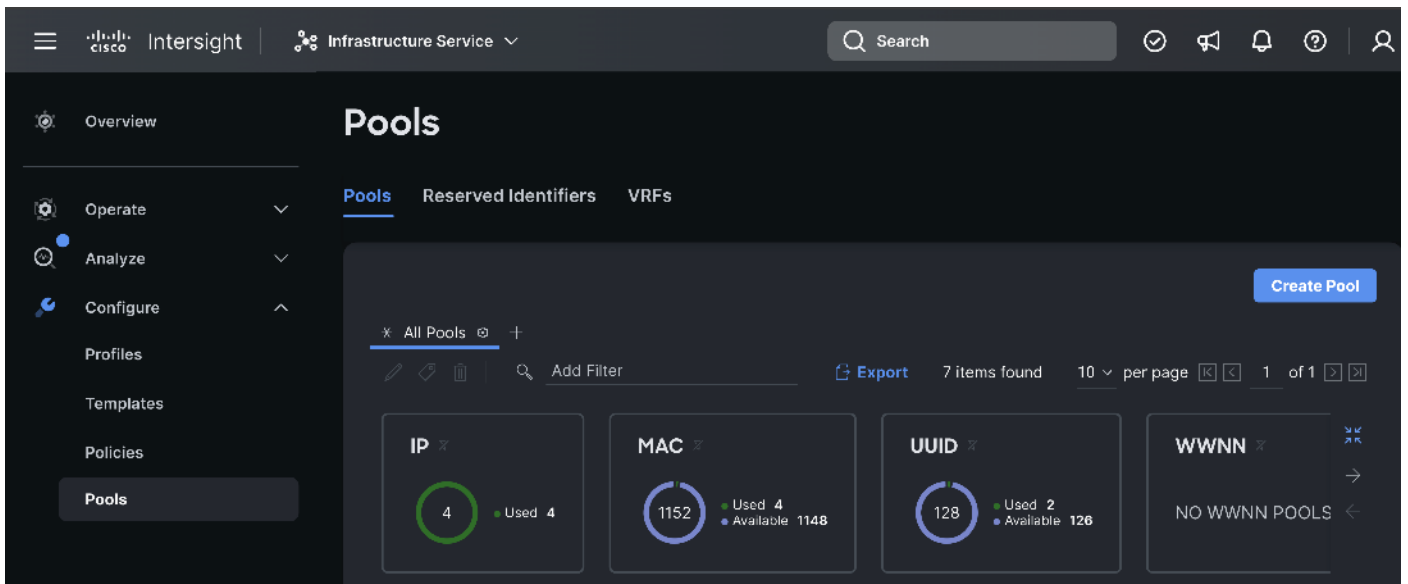 cisco Intersight Infrastructure Service Search
Overview
Pools
Operate
Pools Reserved Identifiers VRFs
Analyze
Configure
Create Pool
All Pools
Profiles
Add Filter Export 7 items found 10 per page 1 of 1
Templates
Policies
IP MAC UUID WWNN
Pools
4 Used 4
1152 Used 4
Available 1148
128 Used 2
Available 126
NO WWNN POOLS